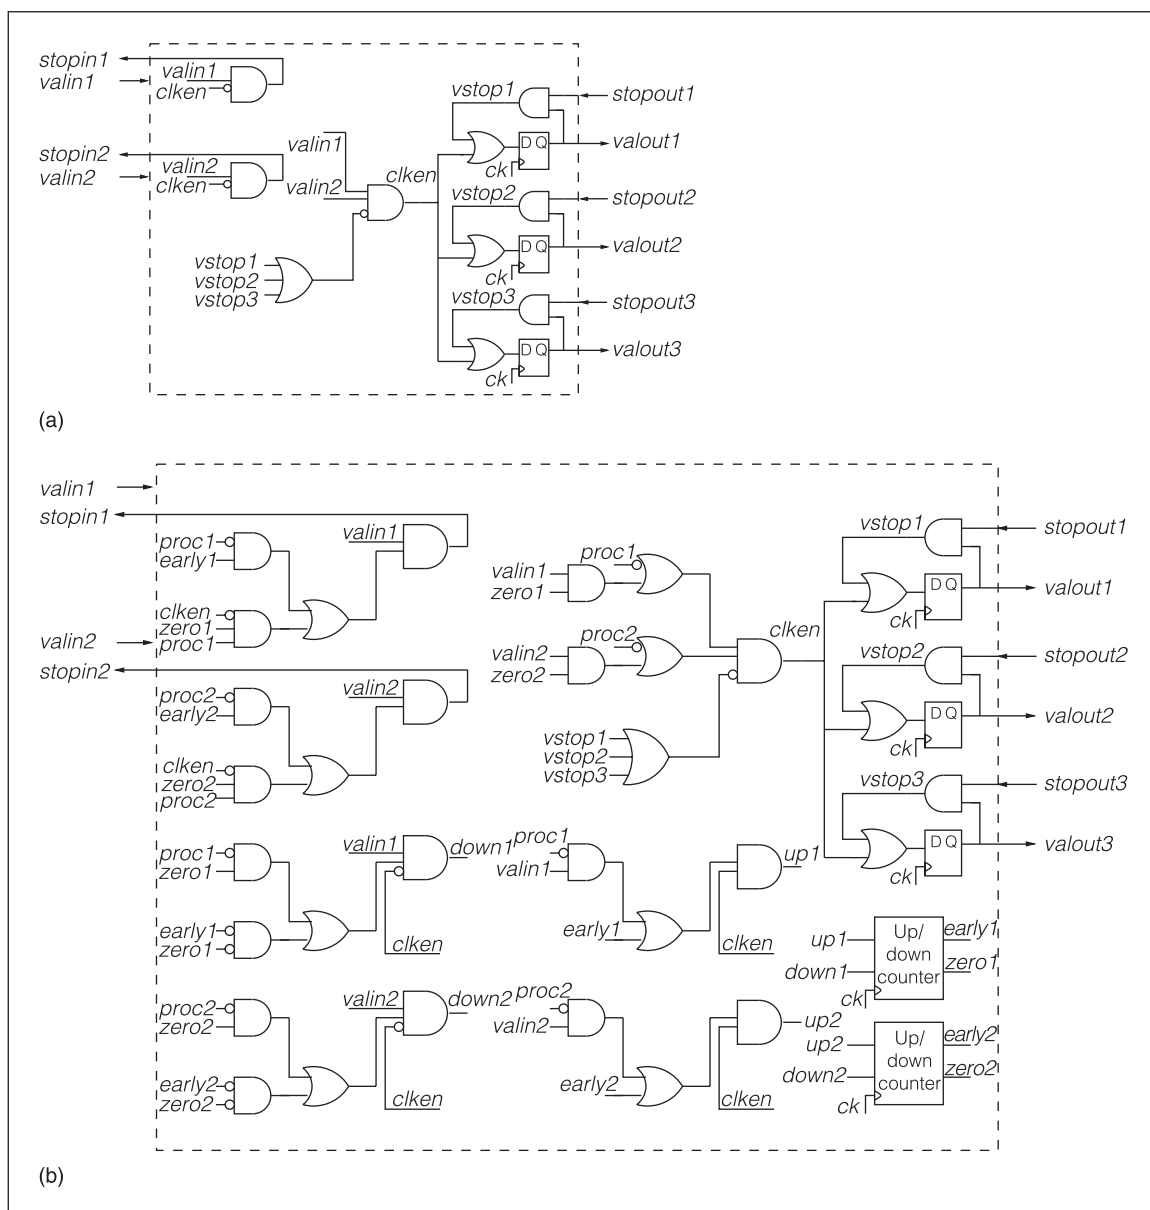 stopin1
valin1
valin1
clken
stopin2
valin2
valin2
clken
valin1
valin2
clken
vstop1
vstop2
vstop3
vstop1
stopout1
D Q
valout1
ck
vstop2
stopout2
D Q
valout2
ck
vstop3
stopout3
D Q
valout3
ck
(a)
valin1
stopin1
proc1
early1
valin1
clken
zero1
proc1
valin2
stopin2
proc2
early2
valin2
clken
zero2
proc2
proc1
valin1
zero1
proc2
valin2
zero2
clken
vstop1
vstop2
vstop3
vstop1
stopout1
D Q
valout1
ck
vstop2
stopout2
D Q
valout2
ck
vstop3
stopout3
D Q
valout3
ck
proc1
zero1
valin1
down1
early1
zero1
clken
proc1
valin1
up1
early1
clken
proc2
zero2
valin2
down2
early2
zero2
clken
proc2
valin2
up2
early2
clken
up1
down1
ck
Up/
down
counter
early1
zero1
up2
down2
ck
Up/
down
counter
early2
zero2
(b)